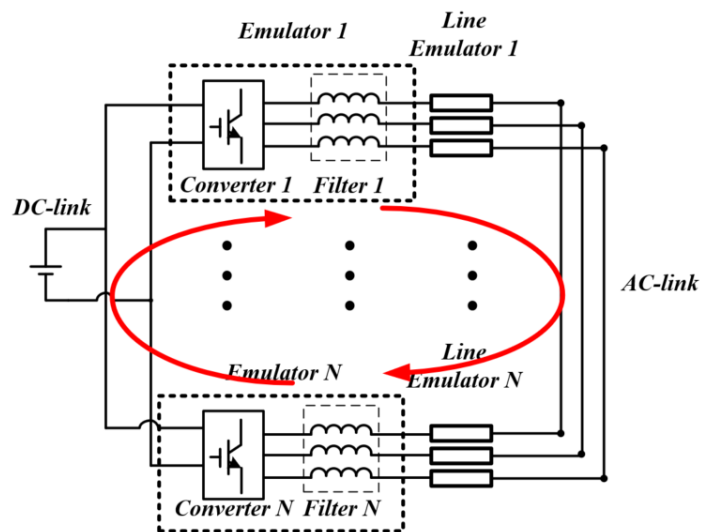 Emulator 1
Line
Emulator 1
Converter 1
Filter 1
DC-link
AC-link
Emulator N
Line
Emulator N
Converter N
Filter N